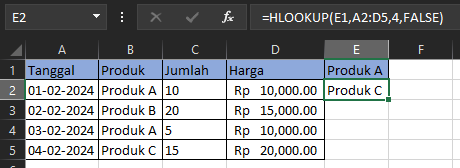 E2 fx =HLOOKUP(E1,A2:D5,4,FALSE)
A B C D E F
1 Tanggal Produk Jumlah Harga Produk A
2 01-02-2024 Produk A 10 Rp 10,000.00 Produk C
3 02-02-2024 Produk B 20 Rp 15,000.00
4 03-02-2024 Produk A 5 Rp 10,000.00
5 04-02-2024 Produk C 15 Rp 20,000.00